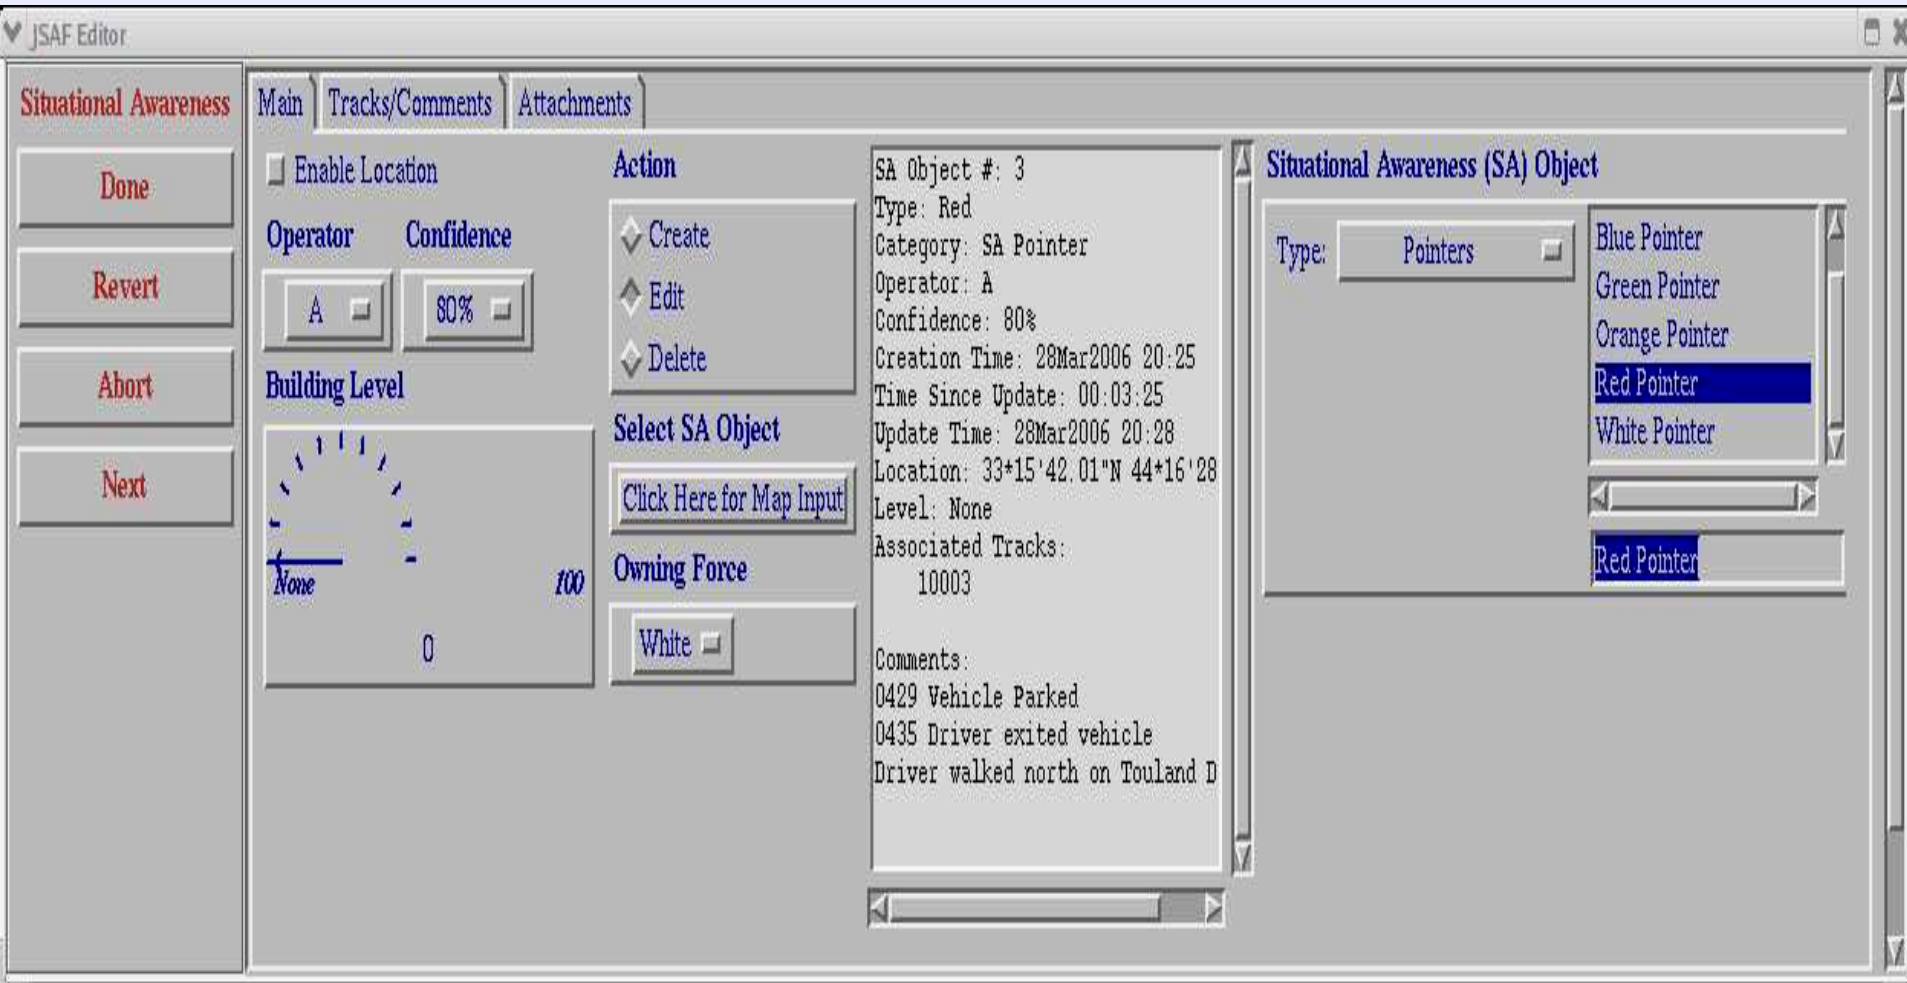 JSAF Editor
Situational Awareness
Done
Revert
Abort
Next
Main
Tracks/Comments
Attachments
Enable Location
Operator
Confidence
A
80%
Building Level
None
100
0
Action
Create
Edit
Delete
Select SA Object
Click Here for Map Input
Owning Force
White
SA Object #: 3
Type: Red
Category: SA Pointer
Operator: A
Confidence: 80%
Creation Time: 28Mar2006 20:25
Time Since Update: 00:03:25
Update Time: 28Mar2006 20:28
Location: 33*15'42.01"N 44*16'28
Level: None
Associated Tracks:
10003
Comments:
0429 Vehicle Parked
0435 Driver exited vehicle
Driver walked north on Touland D
Situational Awareness (SA) Object
Type:
Pointers
Blue Pointer
Green Pointer
Orange Pointer
Red Pointer
White Pointer
Red Pointer